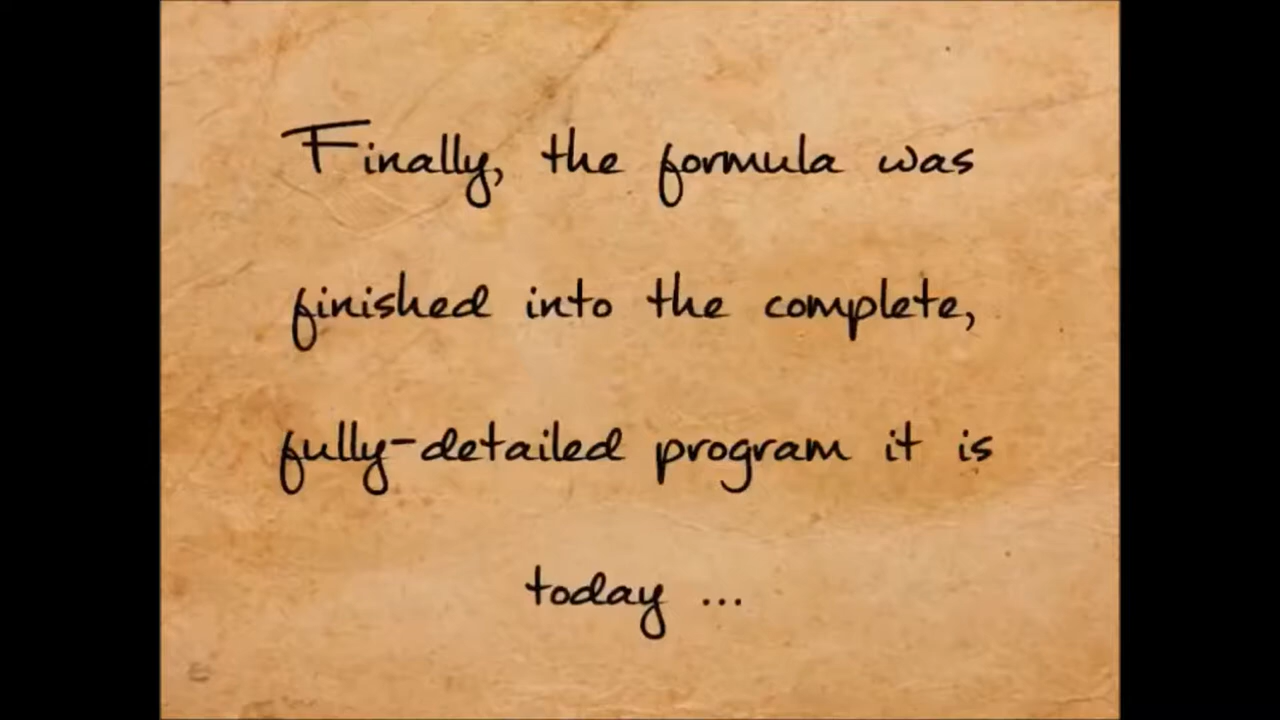 Finally, the formula was
finished into the complete,
fully-detailed program it is
today ...